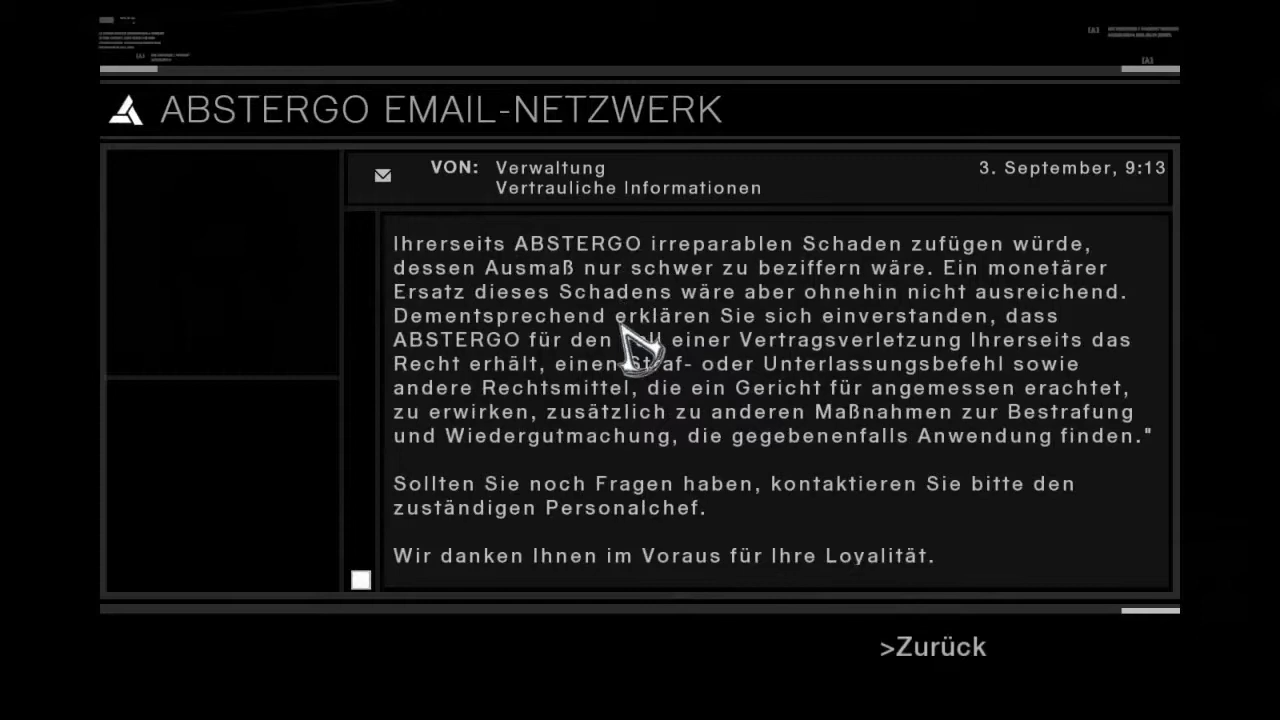 ABSTERGO EMAIL-NETZWERK
VON: Verwaltung 3. September, 9:13
Vertrauliche Informationen
Ihrerseits ABSTERGO irreparablen Schaden zufügen würde,
dessen Ausmaß nur schwer zu beziffern wäre. Ein monetärer
Ersatz dieses Schadens wäre aber ohnehin nicht ausreichend.
Dementsprechend erklären Sie sich einverstanden, dass
ABSTERGO für den einer Vertragsverletzung Ihrerseits das
Recht erhält, einen Straf- oder Unterlassungsbefehl sowie
andere Rechtsmittel, die ein Gericht für angemessen erachtet,
zu erwirken, zusätzlich zu anderen Maßnahmen zur Bestrafung
und Wiedergutmachung, die gegebenenfalls Anwendung finden."
Sollten Sie noch Fragen haben, kontaktieren Sie bitte den
zuständigen Personalchef.
Wir danken Ihnen im Voraus für Ihre Loyalität.
>Zurück